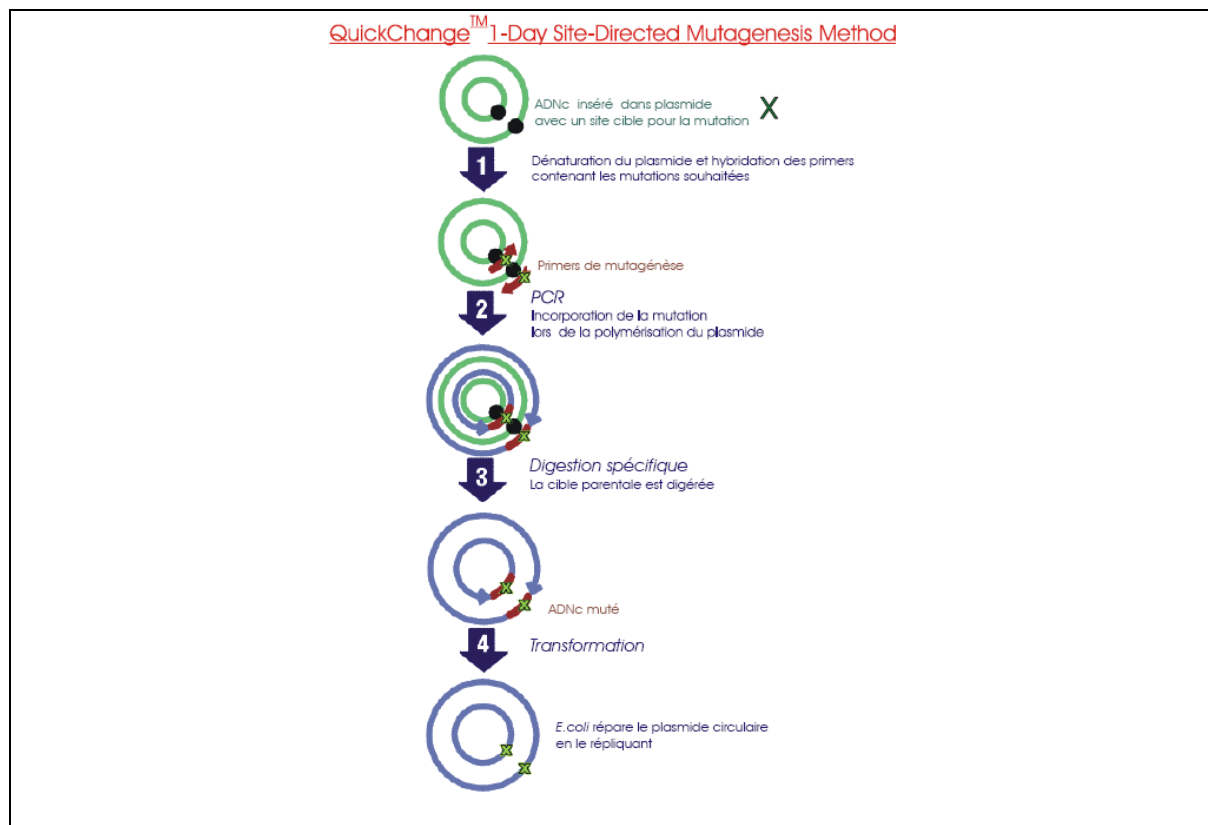 QuickChange™1-Day Site-Directed Mutagenesis Method
ADNc inséré dans plasmide
avec un site cible pour la mutation X
1
Dénaturation du plasmide et hybridation des primers
contenant les mutations souhaitées
Primers de mutagénèse
2
PCR
Incorporation de la mutation
lors de la polymérisation du plasmide
3
Digestion spécifique
La cible parentale est digérée
ADNc muté
4
Transformation
E.coli répare le plasmide circulaire
en le répliquant